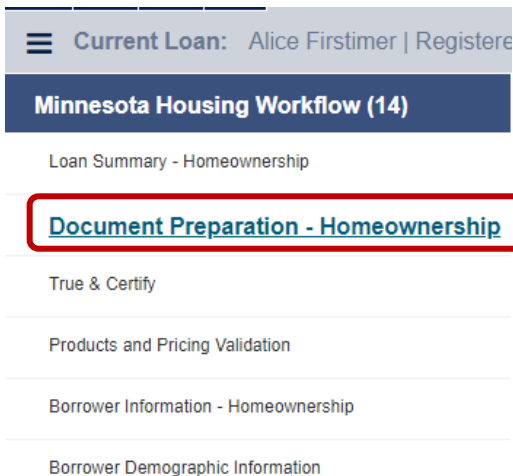 Current Loan: Alice Firstimer | Registere
Minnesota Housing Workflow (14)
Loan Summary - Homeownership
Document Preparation - Homeownership
True & Certify
Products and Pricing Validation
Borrower Information - Homeownership
Borrower Demographic Information